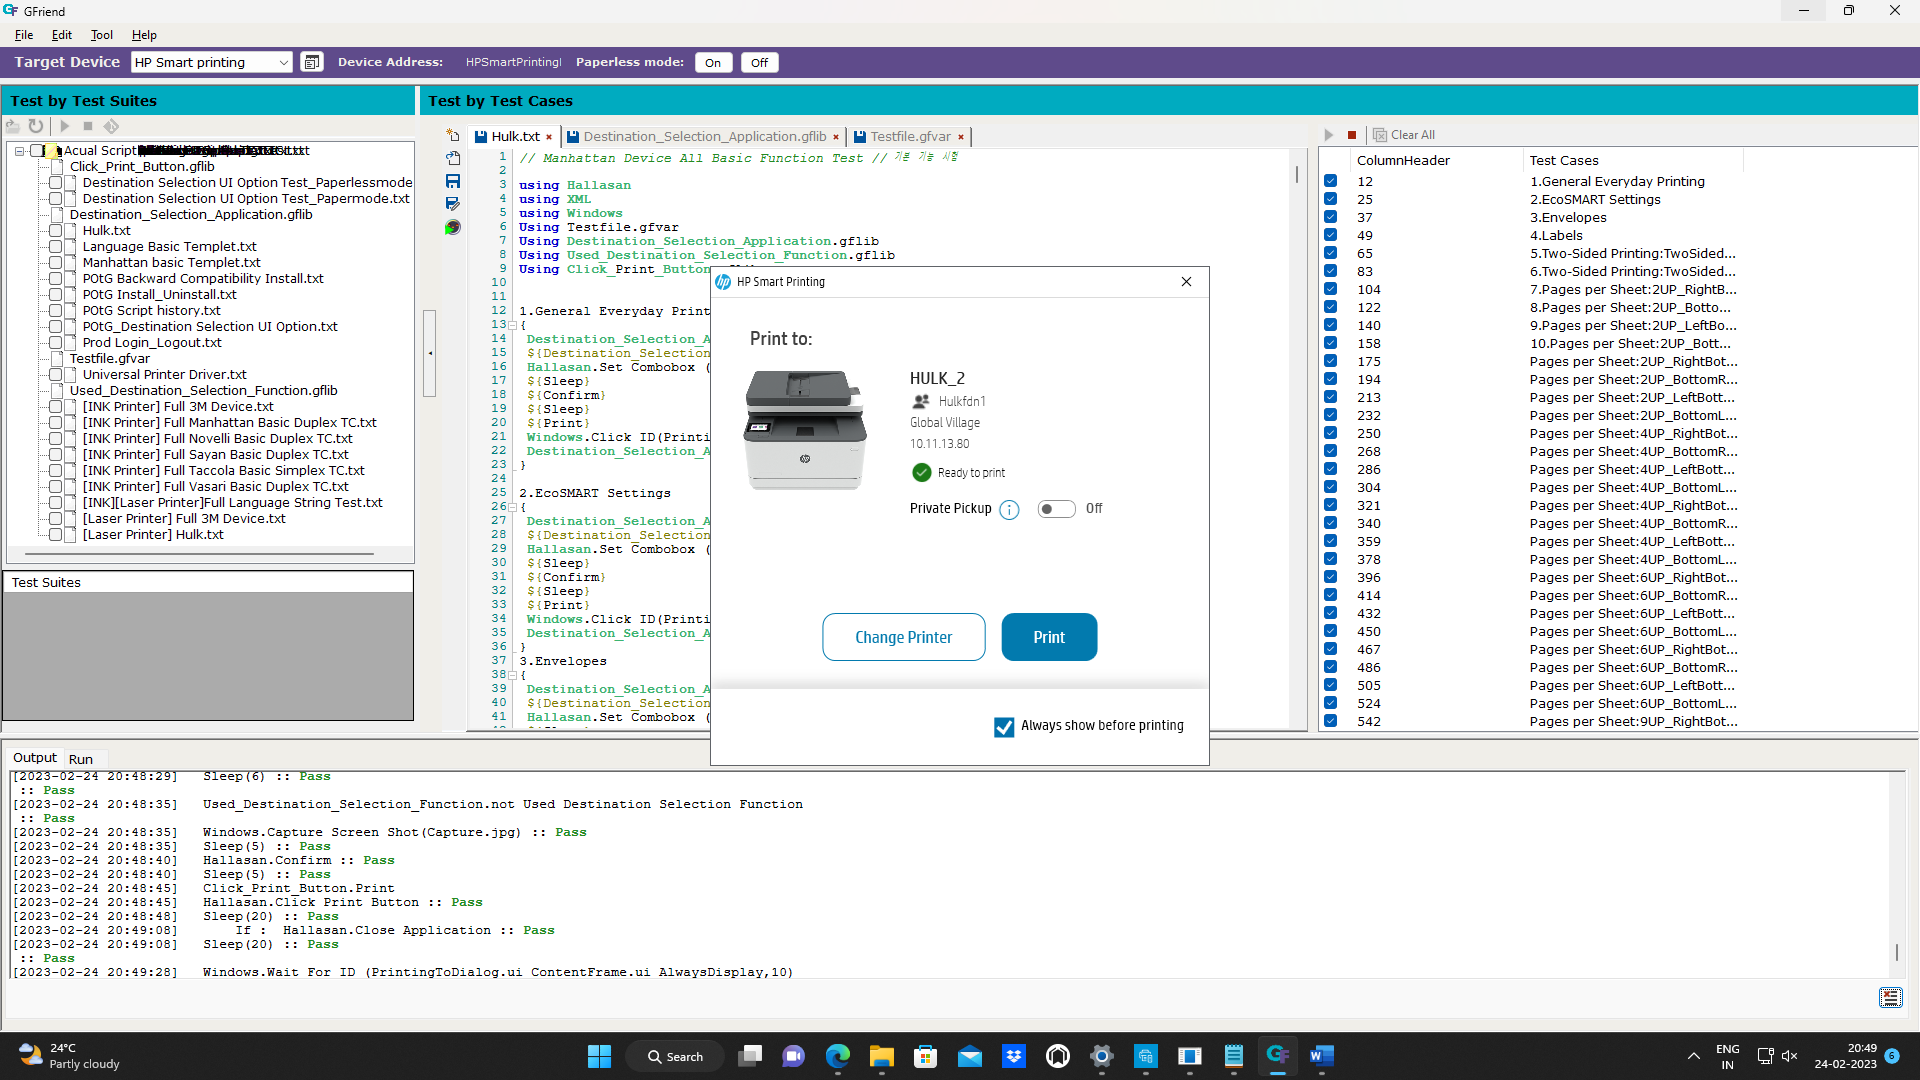 GFriend
File Edit Tool Help
Target Device HP Smart printing Device Address: HPSmartPrintingl Paperless mode: On Off
Test by Test Suites
Acual Script
Click_Print_Button.gflib
Destination Selection UI Option Test_Paperlessmode
Destination Selection UI Option Test_Papermode.txt
Destination_Selection_Application.gflib
Hulk.txt
Language Basic Templet.txt
Manhattan basic Templet.txt
POtG Backward Compatibility Install.txt
POtG Install_Uninstall.txt
POtG Script history.txt
POtG_Destination Selection UI Option.txt
Prod Login_Logout.txt
Testfile.gfvar
Universal Printer Driver.txt
Used_Destination_Selection_Function.gflib
[INK Printer] Full 3M Device.txt
[INK Printer] Full Manhattan Basic Duplex TC.txt
[INK Printer] Full Novelli Basic Duplex TC.txt
[INK Printer] Full Sayan Basic Duplex TC.txt
[INK Printer] Full Taccola Basic Simplex TC.txt
[INK Printer] Full Vasari Basic Duplex TC.txt
[INK][Laser Printer]Full Language String Test.txt
[Laser Printer] Full 3M Device.txt
[Laser Printer] Hulk.txt
Test Suites
Test by Test Cases
Hulk.txt × Destination_Selection_Application.gflib × Testfile.gfvar ×
1 // Manhattan Device All Basic Function Test // 기본 기능 시험
2
3 using Hallasan
4 using XML
5 using Windows
6 Using Testfile.gfvar
7 Using Destination_Selection_Application.gflib
8 Using Used_Destination_Selection_Function.gflib
9 Using Click_Print_Button
10
11
12 1.General Everyday Print
13 {
14 Destination_Selection_A
15 ${Destination_Selection
16 Hallasan.Set Combobox (
17 ${Sleep}
18 ${Confirm}
19 ${Sleep}
20 ${Print}
21 Windows.Click ID(Printi
22 Destination_Selection_A
23 }
24
25 2.EcoSMART Settings
26 {
27 Destination_Selection_A
28 ${Destination_Selection
29 Hallasan.Set Combobox (
30 ${Sleep}
31 ${Confirm}
32 ${Sleep}
33 ${Print}
34 Windows.Click ID(Printi
35 Destination_Selection_A
36 }
37 3.Envelopes
38 {
39 Destination_Selection_A
40 ${Destination_Selection
41 Hallasan.Set Combobox (
HP Smart Printing
Print to:
HULK_2
Hulkfdn1
Global Village
10.11.13.80
Ready to print
Private Pickup Off
Change Printer Print
Always show before printing
Clear All
ColumnHeader Test Cases
12 1.General Everyday Printing
25 2.EcoSMART Settings
37 3.Envelopes
49 4.Labels
65 5.Two-Sided Printing:TwoSided...
83 6.Two-Sided Printing:TwoSided...
104 7.Pages per Sheet:2UP_RightB...
122 8.Pages per Sheet:2UP_Botto...
140 9.Pages per Sheet:2UP_LeftBo...
158 10.Pages per Sheet:2UP_Bott...
175 Pages per Sheet:2UP_RightBot...
194 Pages per Sheet:2UP_BottomR...
213 Pages per Sheet:2UP_LeftBott...
232 Pages per Sheet:2UP_BottomL...
250 Pages per Sheet:4UP_RightBot...
268 Pages per Sheet:4UP_BottomR...
286 Pages per Sheet:4UP_LeftBott...
304 Pages per Sheet:4UP_BottomL...
321 Pages per Sheet:4UP_RightBot...
340 Pages per Sheet:4UP_BottomR...
359 Pages per Sheet:4UP_LeftBott...
378 Pages per Sheet:4UP_BottomL...
396 Pages per Sheet:6UP_RightBot...
414 Pages per Sheet:6UP_BottomR...
432 Pages per Sheet:6UP_LeftBott...
450 Pages per Sheet:6UP_BottomL...
467 Pages per Sheet:6UP_RightBot...
486 Pages per Sheet:6UP_BottomR...
505 Pages per Sheet:6UP_LeftBott...
524 Pages per Sheet:6UP_BottomL...
542 Pages per Sheet:9UP_RightBot...
Output Run
[2023-02-24 20:48:29] Sleep(6) :: Pass
:: Pass
[2023-02-24 20:48:35] Used_Destination_Selection_Function.not Used Destination Selection Function
:: Pass
[2023-02-24 20:48:35] Windows.Capture Screen Shot(Capture.jpg) :: Pass
[2023-02-24 20:48:35] Sleep(5) :: Pass
[2023-02-24 20:48:40] Hallasan.Confirm :: Pass
[2023-02-24 20:48:40] Sleep(5) :: Pass
[2023-02-24 20:48:45] Click_Print_Button.Print
[2023-02-24 20:48:45] Hallasan.Click Print Button :: Pass
[2023-02-24 20:48:48] Sleep(20) :: Pass
[2023-02-24 20:49:08] If : Hallasan.Close Application :: Pass
[2023-02-24 20:49:08] Sleep(20) :: Pass
:: Pass
[2023-02-24 20:49:28] Windows.Wait For ID (PrintingToDialog.ui ContentFrame.ui AlwaysDisplay,10)
24°C
Partly cloudy
Search
ENG
IN
20:49
24-02-2023
6